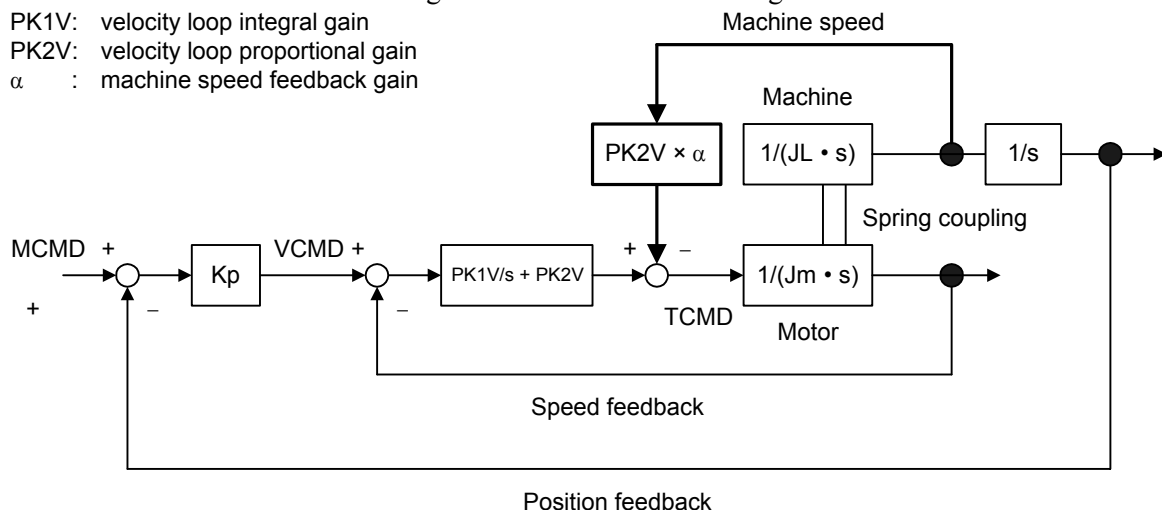 Machine speed
PK1V: velocity loop integral gain
PK2V: velocity loop proportional gain
α : machine speed feedback gain
Machine
PK2V × α
1/(JL • s)
1/s
Spring coupling
MCMD + 
VCMD +
+ −
Kp
PK1V/s + PK2V
1/(Jm • s)
+ −
−
TCMD
Motor
Speed feedback
Position feedback